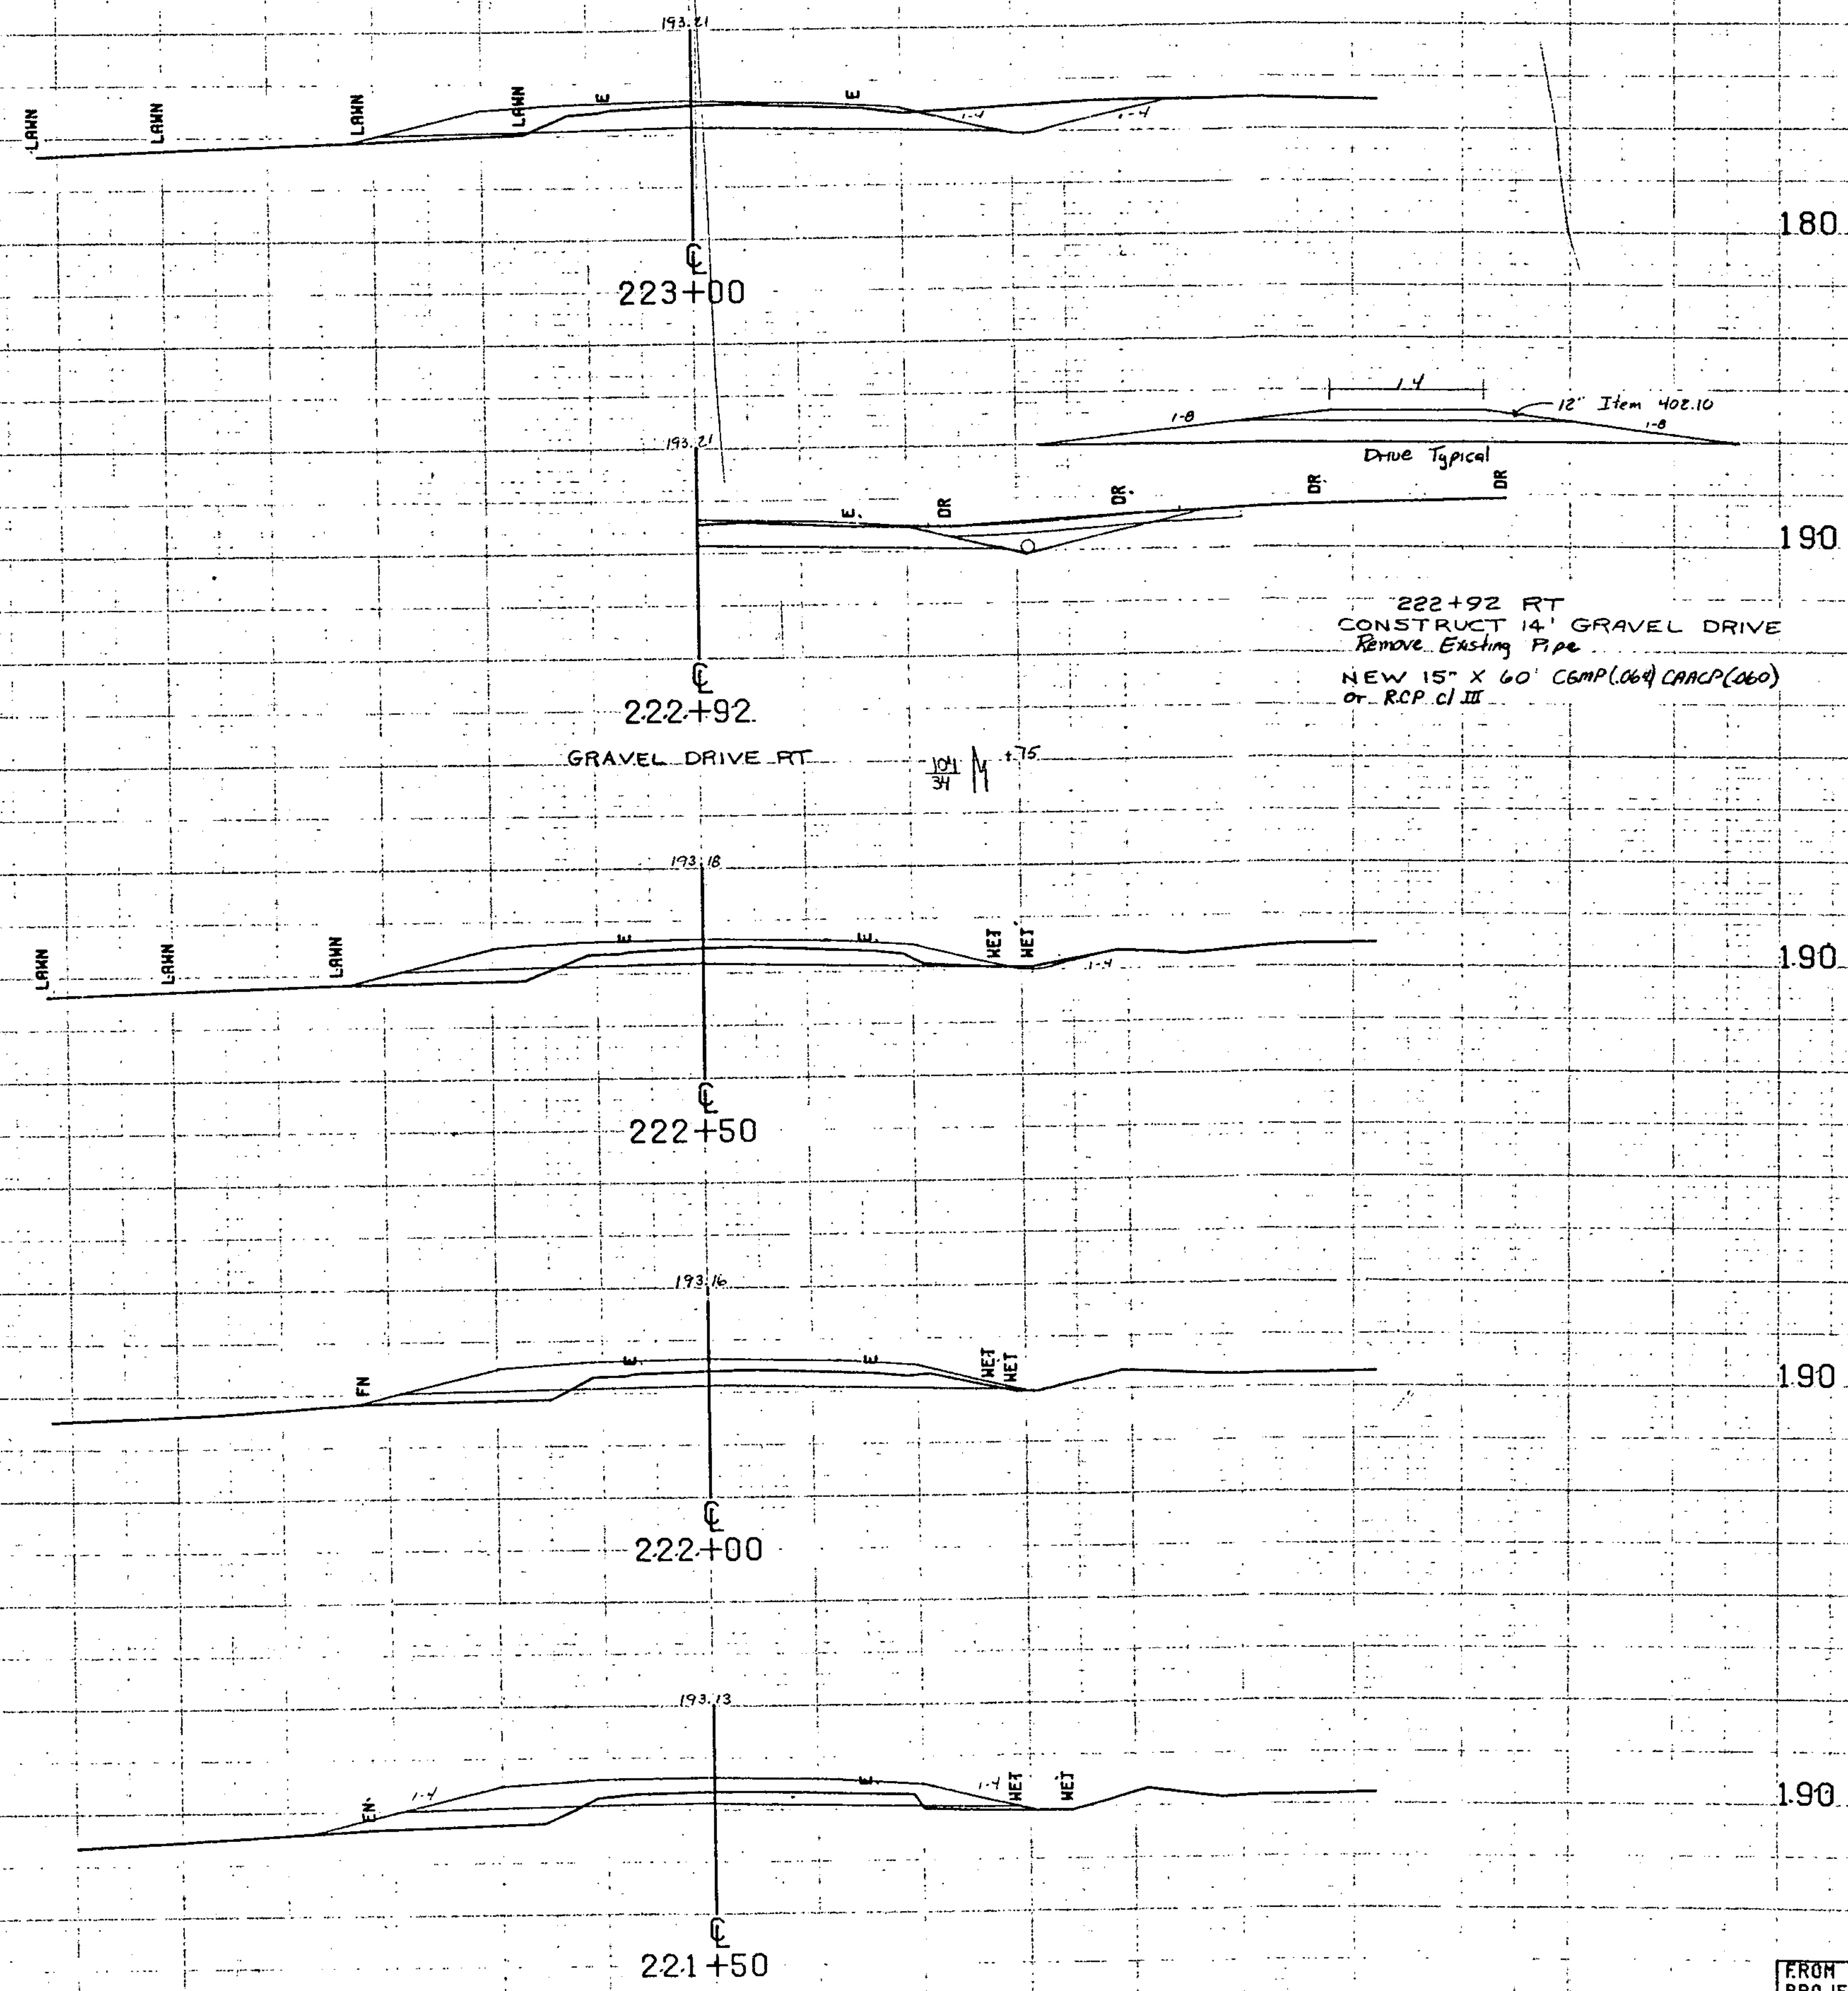 193.21
LAWN
LAWN
LAWN
LAWN
E
E
1-4
1-4
180
℄
223+00
14
1-8
12" Item 402.10
1-8
Drive Typical
193.21
E.
DR
DR.
DR.
DR
190
222+92 RT
CONSTRUCT 14' GRAVEL DRIVE
Remove Existing Pipe
NEW 15" X 60' CGMP(.064) CAACP(.060)
or RCP cl III
℄
222+92
GRAVEL DRIVE RT
104
34
+75
193.18
LAWN
LAWN
LAWN
E
E.
WET
WET
1-4
190
℄
222+50
193.16
FN
E
E
WET
WET
190
℄
222+00
193.13
1-4
FN
E.
1-4
WET
WET
190
℄
221+50
FROM